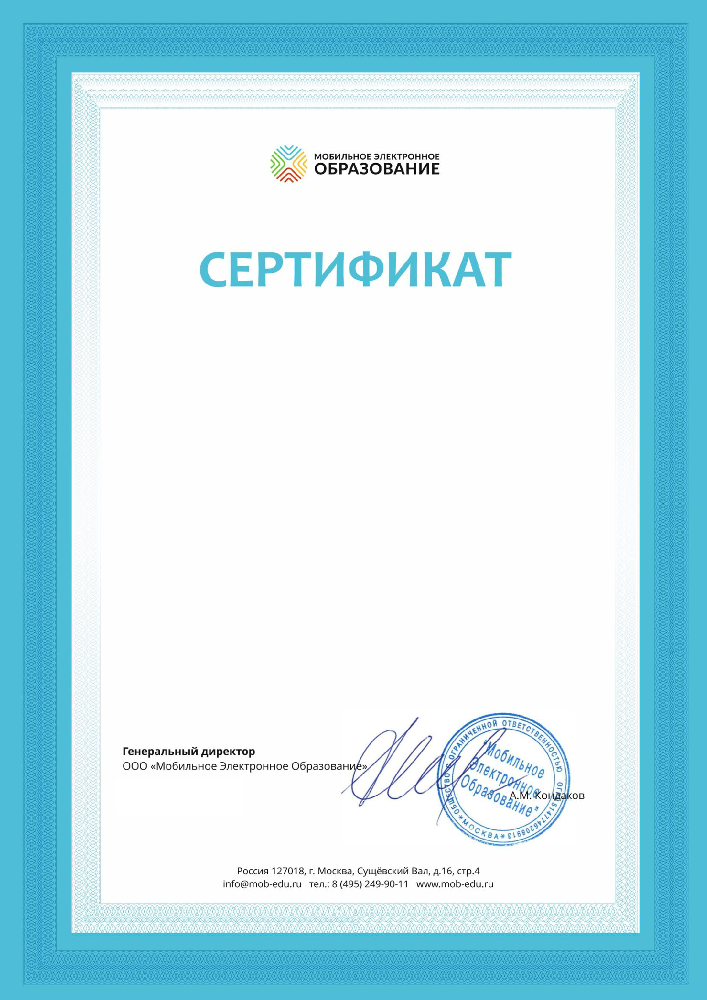 МОБИЛЬНОЕ ЭЛЕКТРОННОЕ
ОБРАЗОВАНИЕ
СЕРТИФИКАТ
Генеральный директор
ООО «Мобильное Электронное Образование»
ОБЩЕСТВО С ОГРАНИЧЕННОЙ ОТВЕТСТВЕННОСТЬЮ ОГРН 5147746208913
*МОСКВА*
"Мобильное
Электронное
Образование"
А.М. Кондаков
Россия 127018, г. Москва, Сущёвский Вал, д.16, стр.4
info@mob-edu.ru тел.: 8 (495) 249-90-11 www.mob-edu.ru